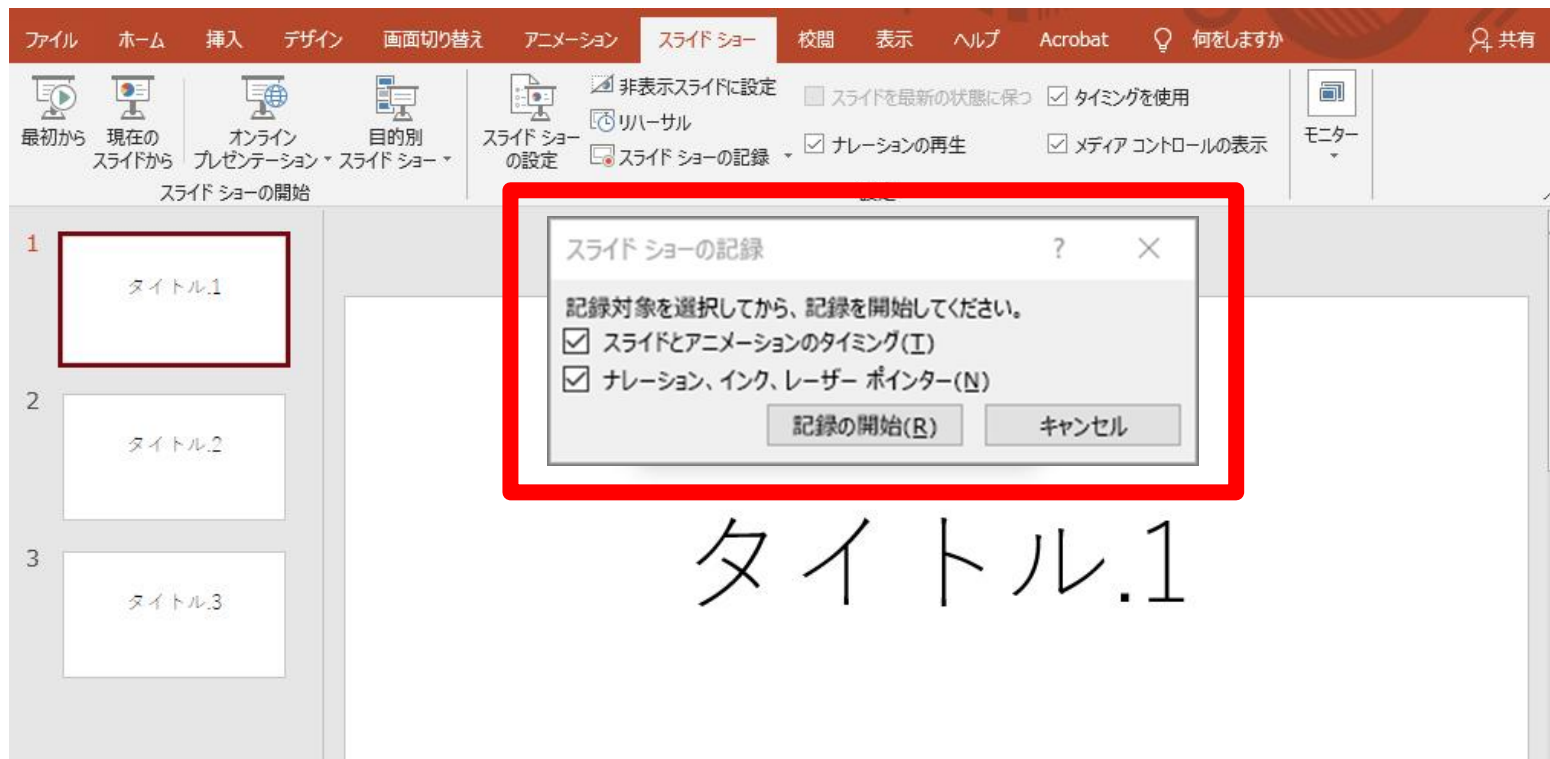 ファイル ホーム 挿入 デザイン 画面切り替え アニメーション スライド ショー 校閲 表示 ヘルプ Acrobat 何をしますか 共有
最初から
現在の
スライドから
オンライン
プレゼンテーション
目的別
スライド ショー
スライド ショーの開始
スライド ショー
の設定
非表示スライドに設定
リハーサル
スライド ショーの記録
スライドを最新の状態に保つ
ナレーションの再生
タイミングを使用
メディア コントロールの表示
モニター
1
タイトル.1
2
タイトル.2
3
タイトル.3
スライド ショーの記録 ?
記録対象を選択してから、記録を開始してください。
スライドとアニメーションのタイミング(T)
ナレーション、インク、レーザー ポインター(N)
記録の開始(R) キャンセル
タイトル.1